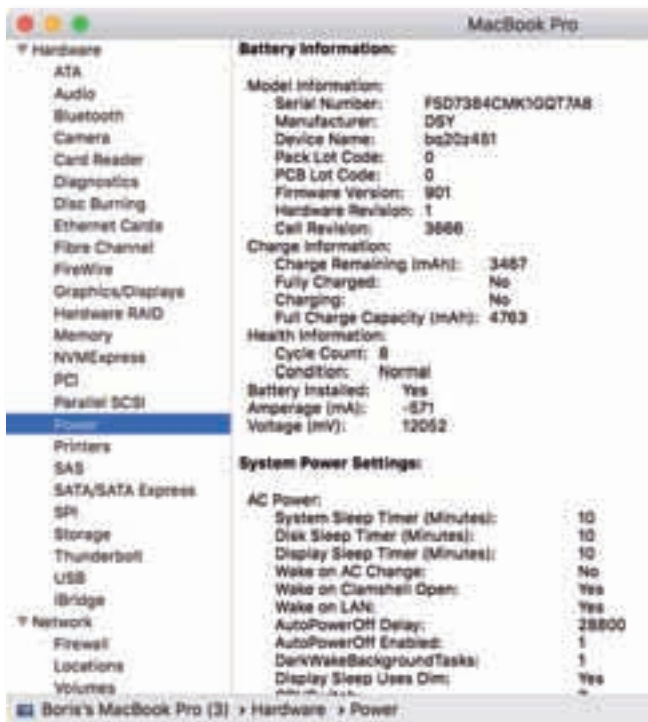 MacBook Pro
Hardware
ATA
Audio
Bluetooth
Camera
Card Reader
Diagnostics
Disc Burning
Ethernet Cards
Fibre Channel
FireWire
Graphics/Displays
Hardware RAID
Memory
NVMExpress
PCI
Parallel SCSI
Power
Printers
SAS
SATA/SATA Express
SPI
Storage
Thunderbolt
USB
iBridge
Network
Firewall
Locations
Volumes
Battery Information:
Model Information:
Serial Number: F5D7384CMK1GQT7AB
Manufacturer: DSY
Device Name: bq20z451
Pack Lot Code: 0
PCB Lot Code: 0
Firmware Version: 901
Hardware Revision: 1
Cell Revision: 3666
Charge Information:
Charge Remaining (mAh): 3467
Fully Charged: No
Charging: No
Full Charge Capacity (mAh): 4763
Health Information:
Cycle Count: 8
Condition: Normal
Battery Installed: Yes
Amperage (mA): -571
Voltage (mV): 12052
System Power Settings:
AC Power:
System Sleep Timer (Minutes): 10
Disk Sleep Timer (Minutes): 10
Display Sleep Timer (Minutes): 10
Wake on AC Change: No
Wake on Clamshell Open: Yes
Wake on LAN: Yes
AutoPowerOff Delay: 28800
AutoPowerOff Enabled: 1
DarkWakeBackgroundTasks: 1
Display Sleep Uses Dim: Yes
Boris's MacBook Pro (3) › Hardware › Power